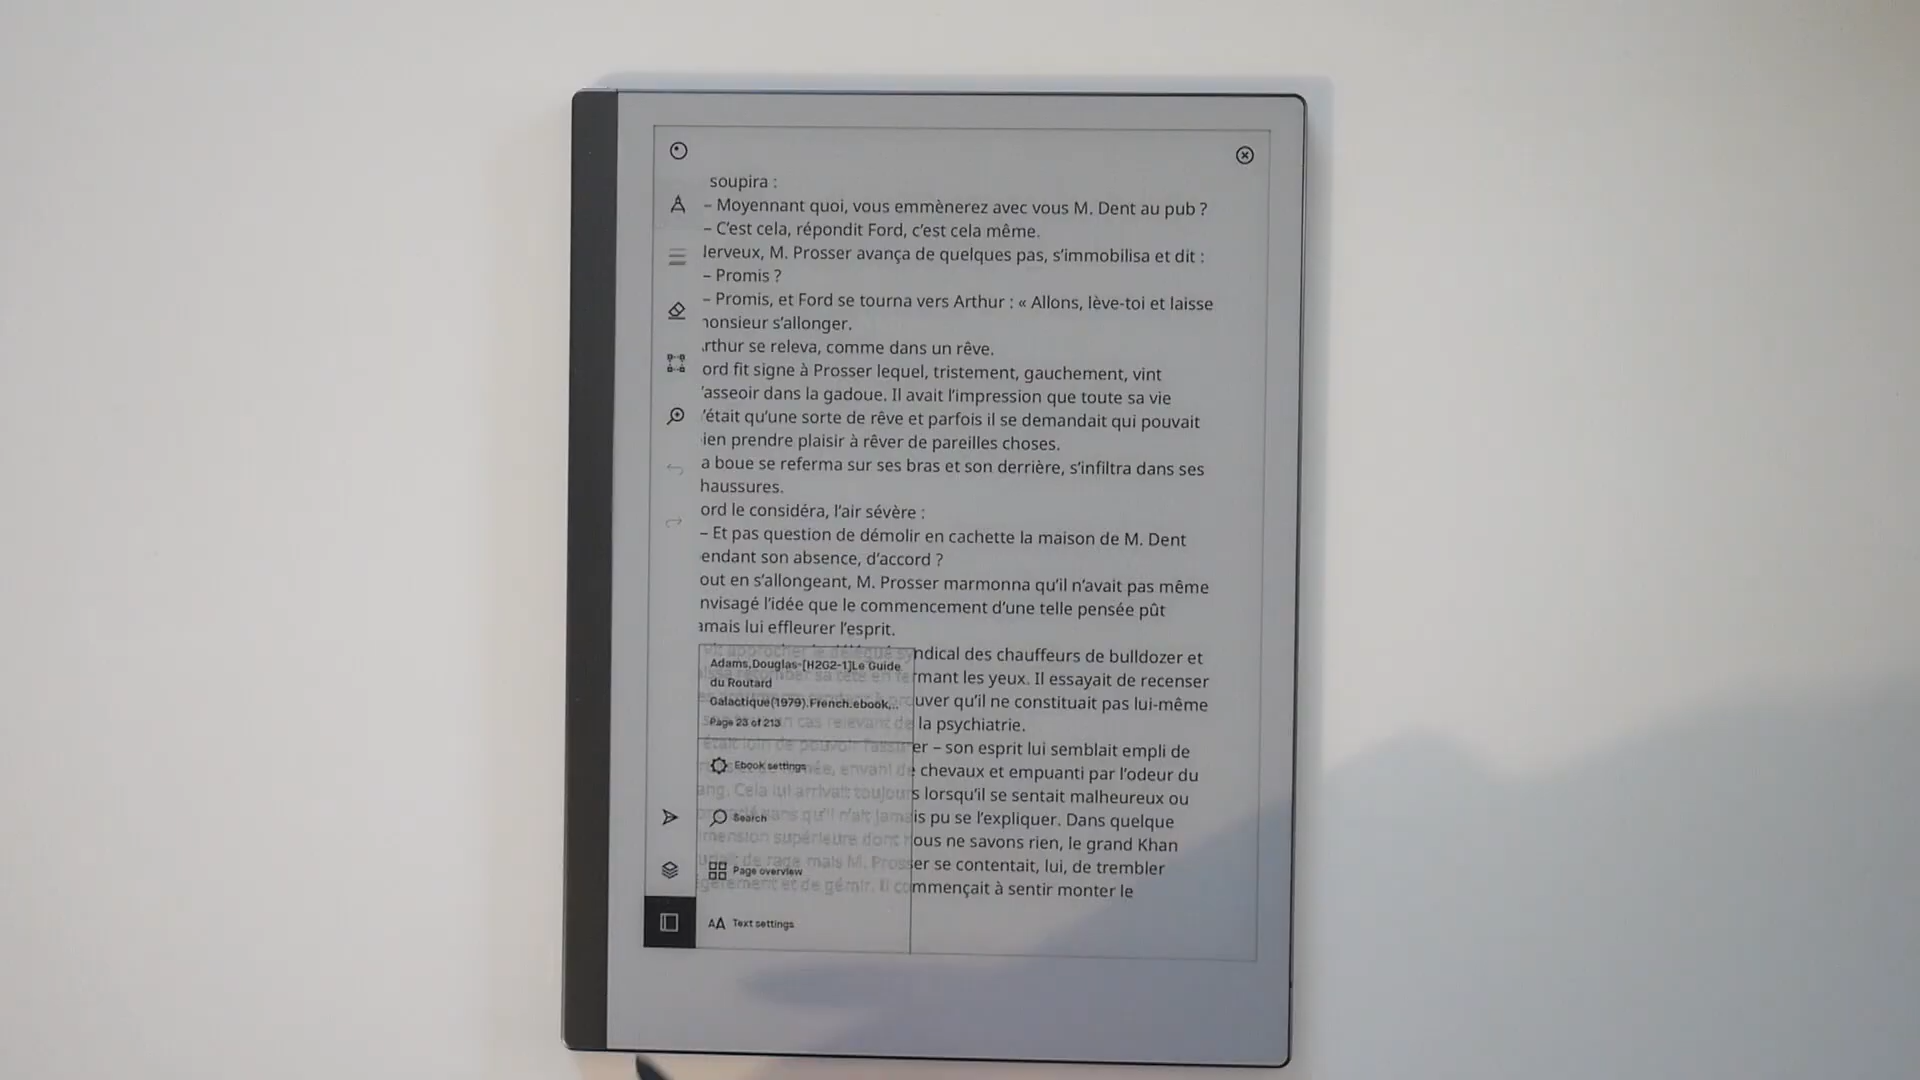 soupira :
– Moyennant quoi, vous emmènerez avec vous M. Dent au pub ?
– C’est cela, répondit Ford, c’est cela même.
lerveux, M. Prosser avança de quelques pas, s’immobilisa et dit :
– Promis ?
– Promis, et Ford se tourna vers Arthur : « Allons, lève-toi et laisse
nonsieur s’allonger.
rthur se releva, comme dans un rêve.
ord fit signe à Prosser lequel, tristement, gauchement, vint
’asseoir dans la gadoue. Il avait l’impression que toute sa vie
’était qu’une sorte de rêve et parfois il se demandait qui pouvait
ien prendre plaisir à rêver de pareilles choses.
a boue se referma sur ses bras et son derrière, s’infiltra dans ses
haussures.
ord le considéra, l’air sévère :
– Et pas question de démolir en cachette la maison de M. Dent
endant son absence, d’accord ?
out en s’allongeant, M. Prosser marmonna qu’il n’avait pas même
nvisagé l’idée que le commencement d’une telle pensée pût
amais lui effleurer l’esprit.
ndical des chauffeurs de bulldozer et
rmant les yeux. Il essayait de recenser
uver qu’il ne constituait pas lui-même
la psychiatrie.
er – son esprit lui semblait empli de
chevaux et empuanti par l’odeur du
s lorsqu’il se sentait malheureux ou
is pu se l’expliquer. Dans quelque
ous ne savons rien, le grand Khan
er se contentait, lui, de trembler
mmençait à sentir monter le
Adams,Douglas-[H2G2-1]Le Guide
du Routard
Galactique(1979).French.ebook,...
Page 23 of 213
Ebook settings
Search
Page overview
AA Text settings